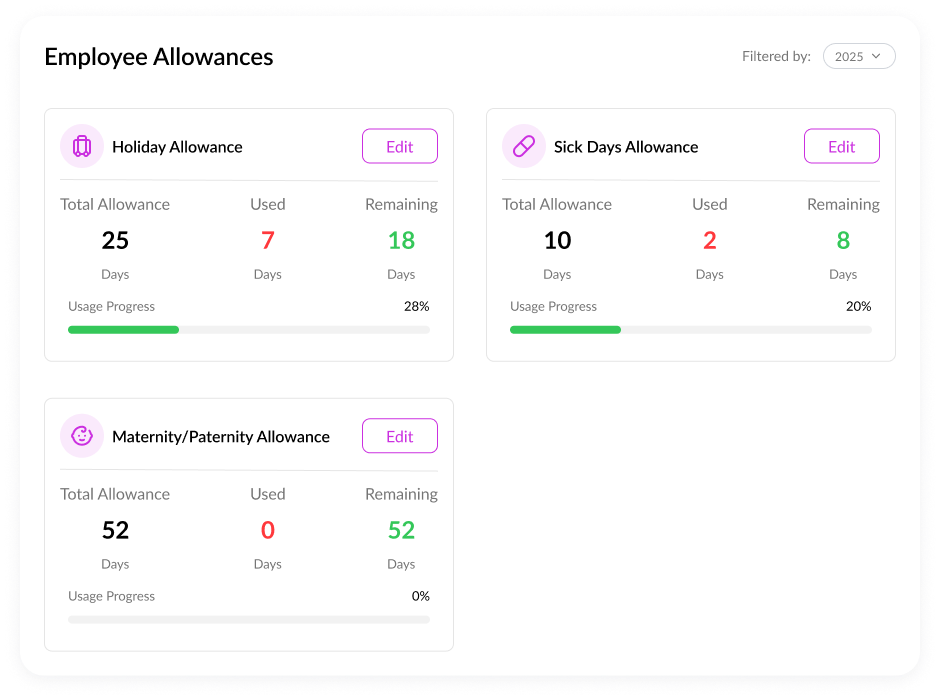 Employee Allowances
Filtered by: 2025
Holiday Allowance Edit
Total Allowance Used Remaining
25 7 18
Days Days Days
Usage Progress 28%
Sick Days Allowance Edit
Total Allowance Used Remaining
10 2 8
Days Days Days
Usage Progress 20%
Maternity/Paternity Allowance Edit
Total Allowance Used Remaining
52 0 52
Days Days Days
Usage Progress 0%